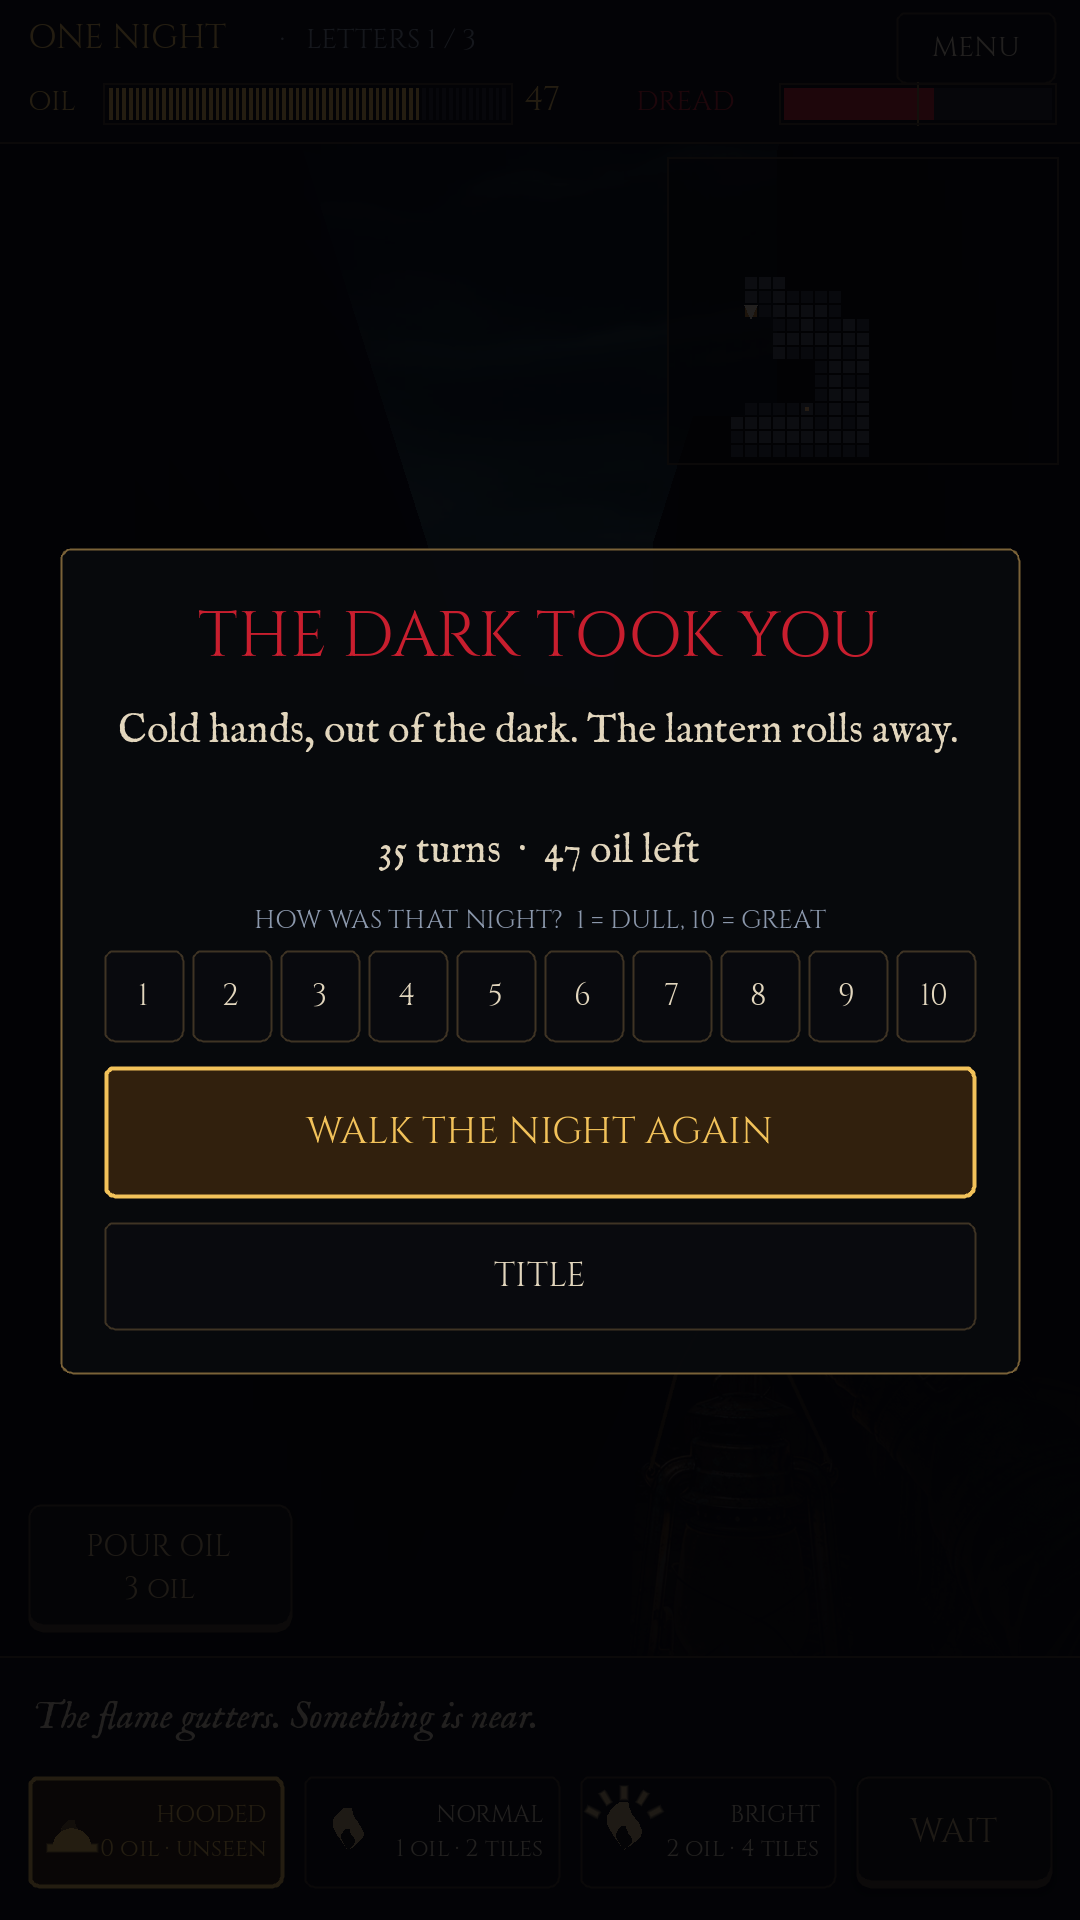 ONE NIGHT · LETTERS 1 / 3
MENU
OIL 47 DREAD
THE DARK TOOK YOU
Cold hands, out of the dark. The lantern rolls away.
35 turns · 47 oil left
HOW WAS THAT NIGHT? 1 = DULL, 10 = GREAT
1 2 3 4 5 6 7 8 9 10
WALK THE NIGHT AGAIN
TITLE
POUR OIL
3 OIL
The flame gutters. Something is near.
HOODED
0 OIL · UNSEEN
NORMAL
1 OIL · 2 TILES
BRIGHT
2 OIL · 4 TILES
WAIT